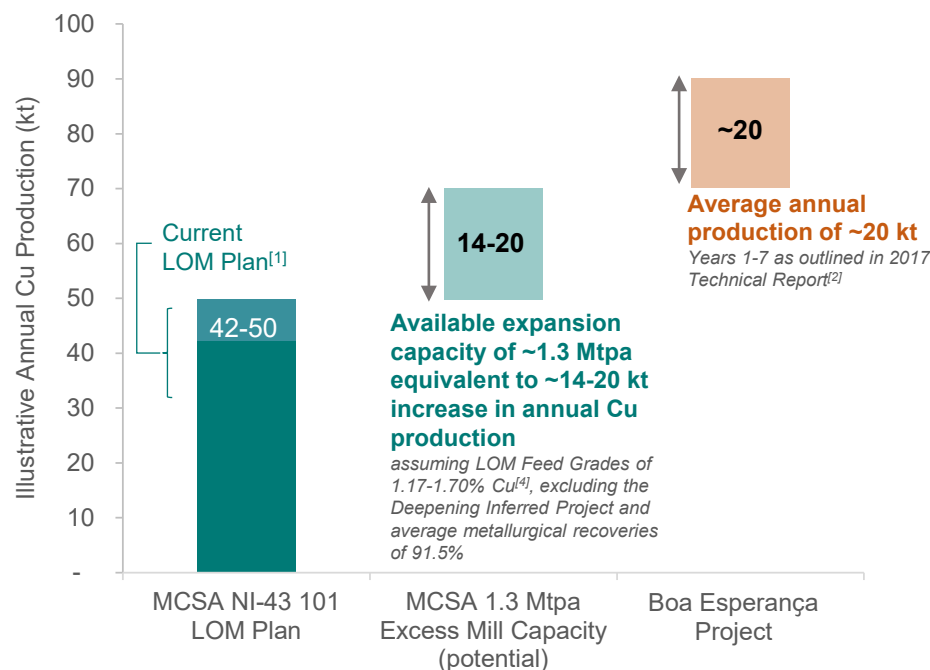 Illustrative Annual Cu Production (kt)
100
90
80
70
60
50
40
30
20
10
-
Current
LOM Plan[1]
42-50
14-20
~20
Available expansion
capacity of ~1.3 Mtpa
equivalent to ~14-20 kt
increase in annual Cu
production
assuming LOM Feed Grades of
1.17-1.70% Cu[4], excluding the
Deepening Inferred Project and
average metallurgical recoveries
of 91.5%
Average annual
production of ~20 kt
Years 1-7 as outlined in 2017
Technical Report[2]
MCSA NI-43 101
LOM Plan
MCSA 1.3 Mtpa
Excess Mill Capacity
(potential)
Boa Esperança
Project